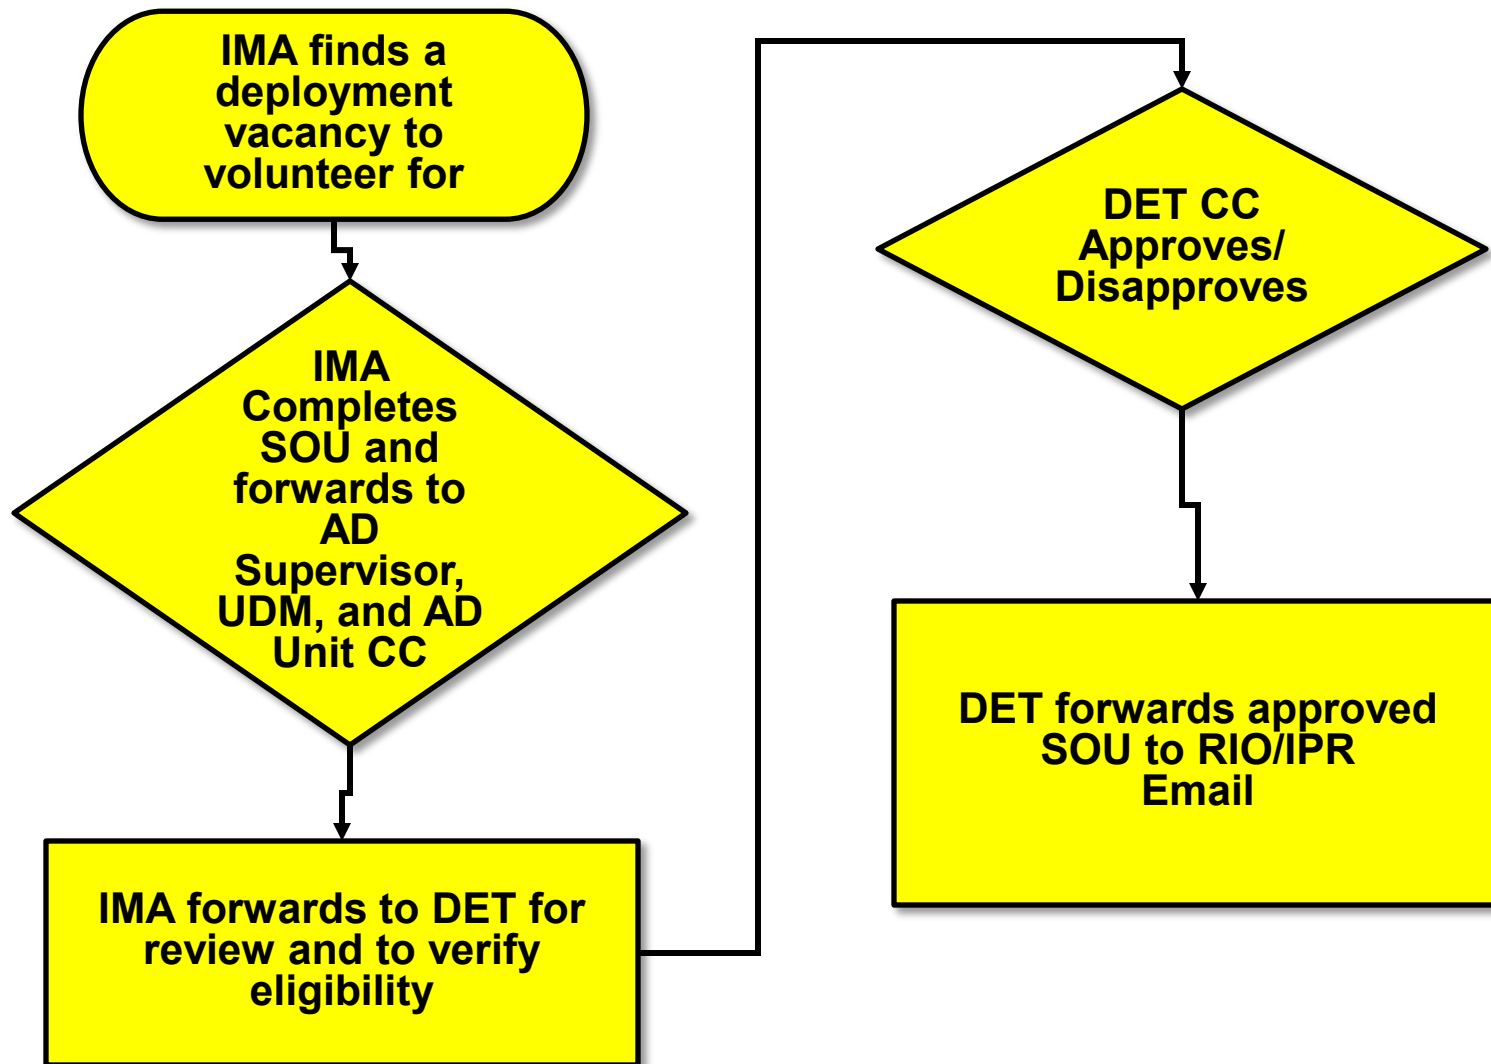 IMA finds a
deployment
vacancy to
volunteer for
IMA
Completes
SOU and
forwards to
AD
Supervisor,
UDM, and AD
Unit CC
IMA forwards to DET for
review and to verify
eligibility
DET CC
Approves/
Disapproves
DET forwards approved
SOU to RIO/IPR
Email